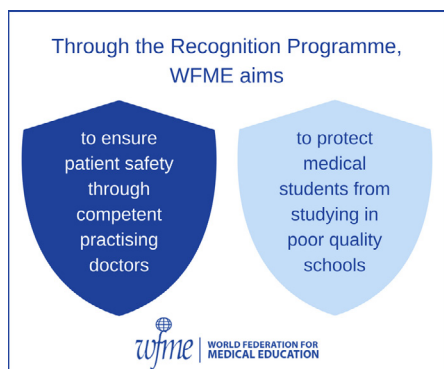 Through the Recognition Programme,
WFME aims
to ensure
patient safety
through
competent
practising
doctors
to protect
medical
students from
studying in
poor quality
schools
wfme
WORLD FEDERATION FOR
MEDICAL EDUCATION